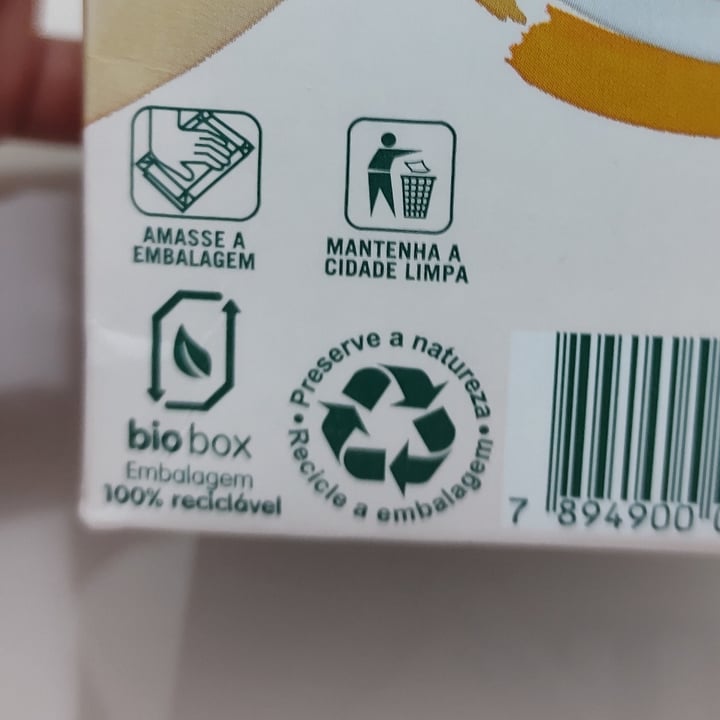 AMASSE A
EMBALAGEM
MANTENHA A
CIDADE LIMPA
bio box
Embalagem
100% reciclável
• Preserve a natureza •
Recicle a embalagem
7 894900